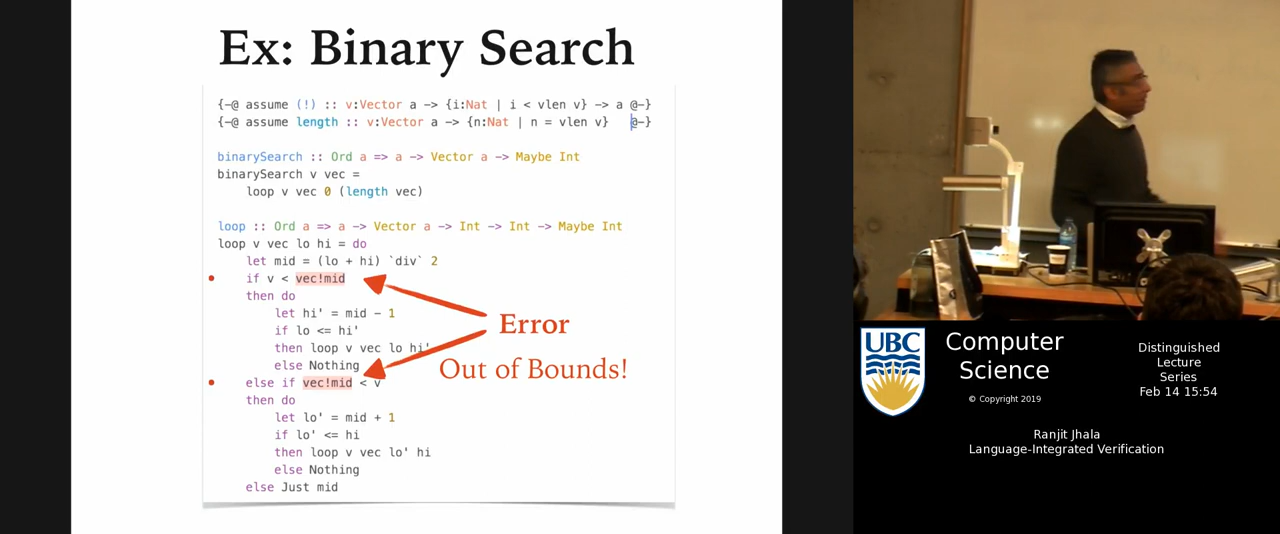 Ex: Binary Search
{-@ assume (!) :: v:Vector a -> {i:Nat | i < vlen v} -> a @-}
{-@ assume length :: v:Vector a -> {n:Nat | n = vlen v} @-}
binarySearch :: Ord a => a -> Vector a -> Maybe Int
binarySearch v vec =
loop v vec 0 (length vec)
loop :: Ord a => a -> Vector a -> Int -> Int -> Maybe Int
loop v vec lo hi = do
let mid = (lo + hi) `div` 2
if v < vec!mid
then do
let hi' = mid - 1
if lo <= hi'
then loop v vec lo hi'
else Nothing
else if vec!mid < v
then do
let lo' = mid + 1
if lo' <= hi
then loop v vec lo' hi
else Nothing
else Just mid
Error
Out of Bounds!
UBC
Computer
Science
© Copyright 2019
Distinguished
Lecture
Series
Feb 14 15:54
Ranjit Jhala
Language-Integrated Verification